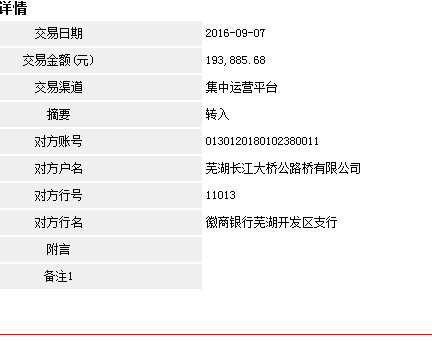 详情
交易日期 2016-09-07
交易金额(元) 193,885.68
交易渠道 集中运营平台
摘要 转入
对方账号 0130120180102380011
对方户名 芜湖长江大桥公路桥有限公司
对方行号 11013
对方行名 徽商银行芜湖开发区支行
附言
备注1